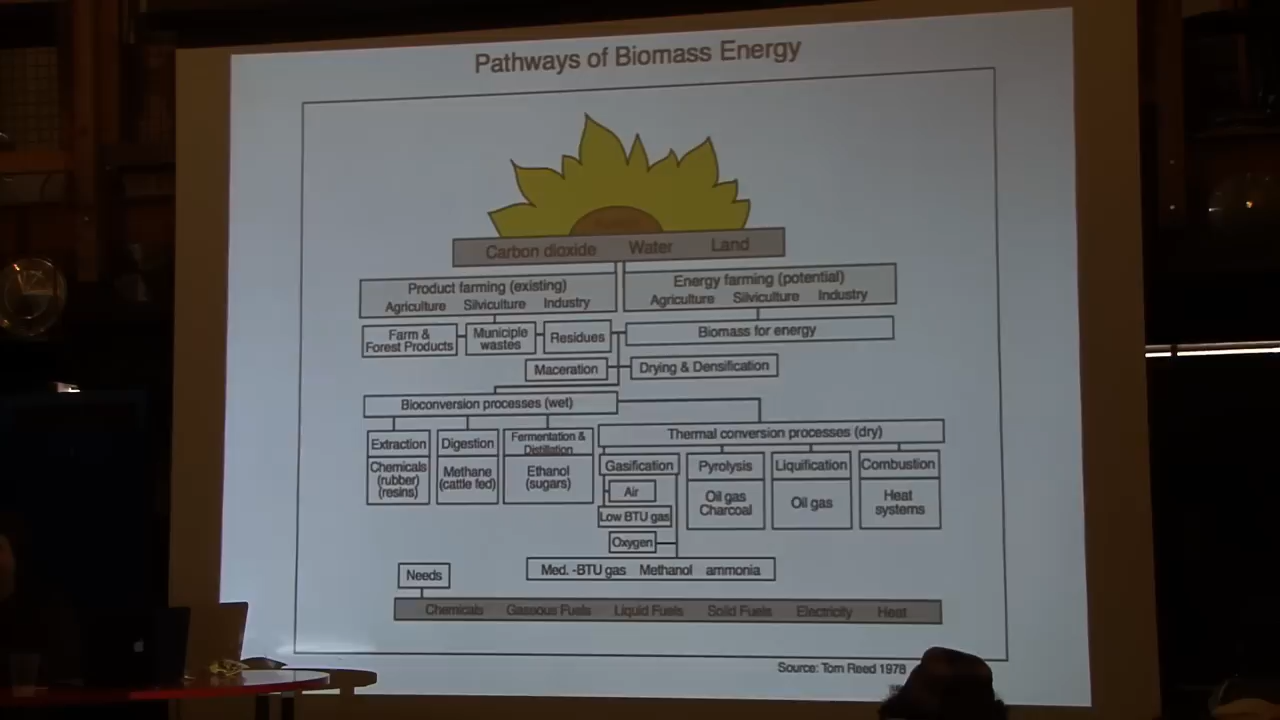 Pathways of Biomass Energy
Carbon dioxide Water Land
Product farming (existing)
Agriculture Silviculture Industry
Energy farming (potential)
Agriculture Silviculture Industry
Farm &
Forest Products
Municiple
wastes
Residues
Biomass for energy
Maceration
Drying & Densification
Bioconversion processes (wet)
Thermal conversion processes (dry)
Extraction
Chemicals
(rubber)
(resins)
Digestion
Methane
(cattle fed)
Fermentation &
Distillation
Ethanol
(sugars)
Gasification
Air
Low BTU gas
Oxygen
Pyrolysis
Oil gas
Charcoal
Liquification
Oil gas
Combustion
Heat
systems
Med. -BTU gas Methanol ammonia
Needs
Chemicals Gaseous Fuels Liquid Fuels Solid Fuels Electricity Heat
Source: Tom Reed 1978